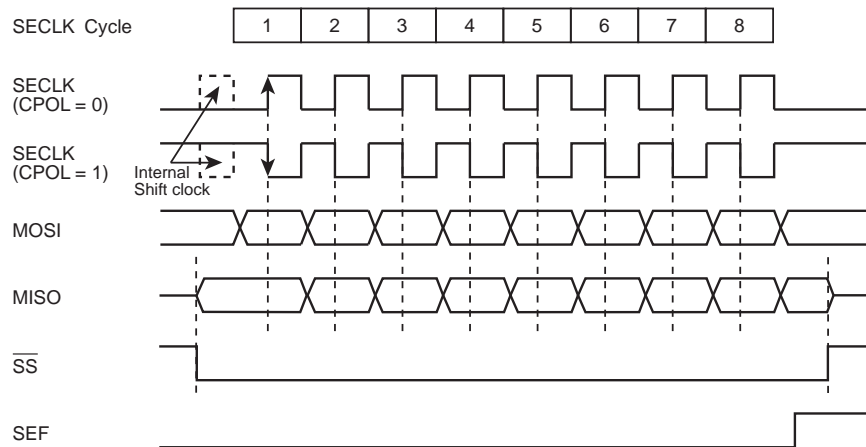 SECLK Cycle 1 2 3 4 5 6 7 8
SECLK
(CPOL = 0)
SECLK
(CPOL = 1)
Internal
Shift clock
MOSI
MISO
SS
SEF